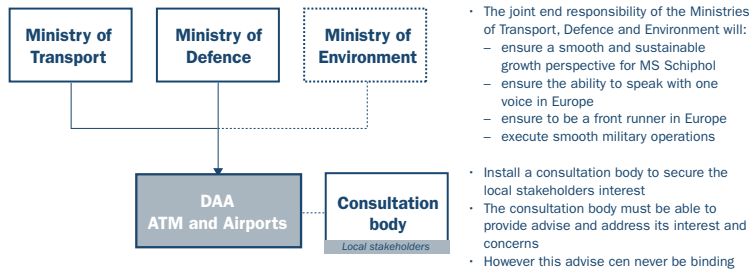 Ministry of
Transport
Ministry of
Defence
Ministry of
Environment
DAA
ATM and Airports
Consultation
body
Local stakeholders
· The joint end responsibility of the Ministries
of Transport, Defence and Environment will:
– ensure a smooth and sustainable
growth perspective for MS Schiphol
– ensure the ability to speak with one
voice in Europe
– ensure to be a front runner in Europe
– execute smooth military operations
· Install a consultation body to secure the
local stakeholders interest
· The consultation body must be able to
provide advise and address its interest and
concerns
· However this advise cen never be binding